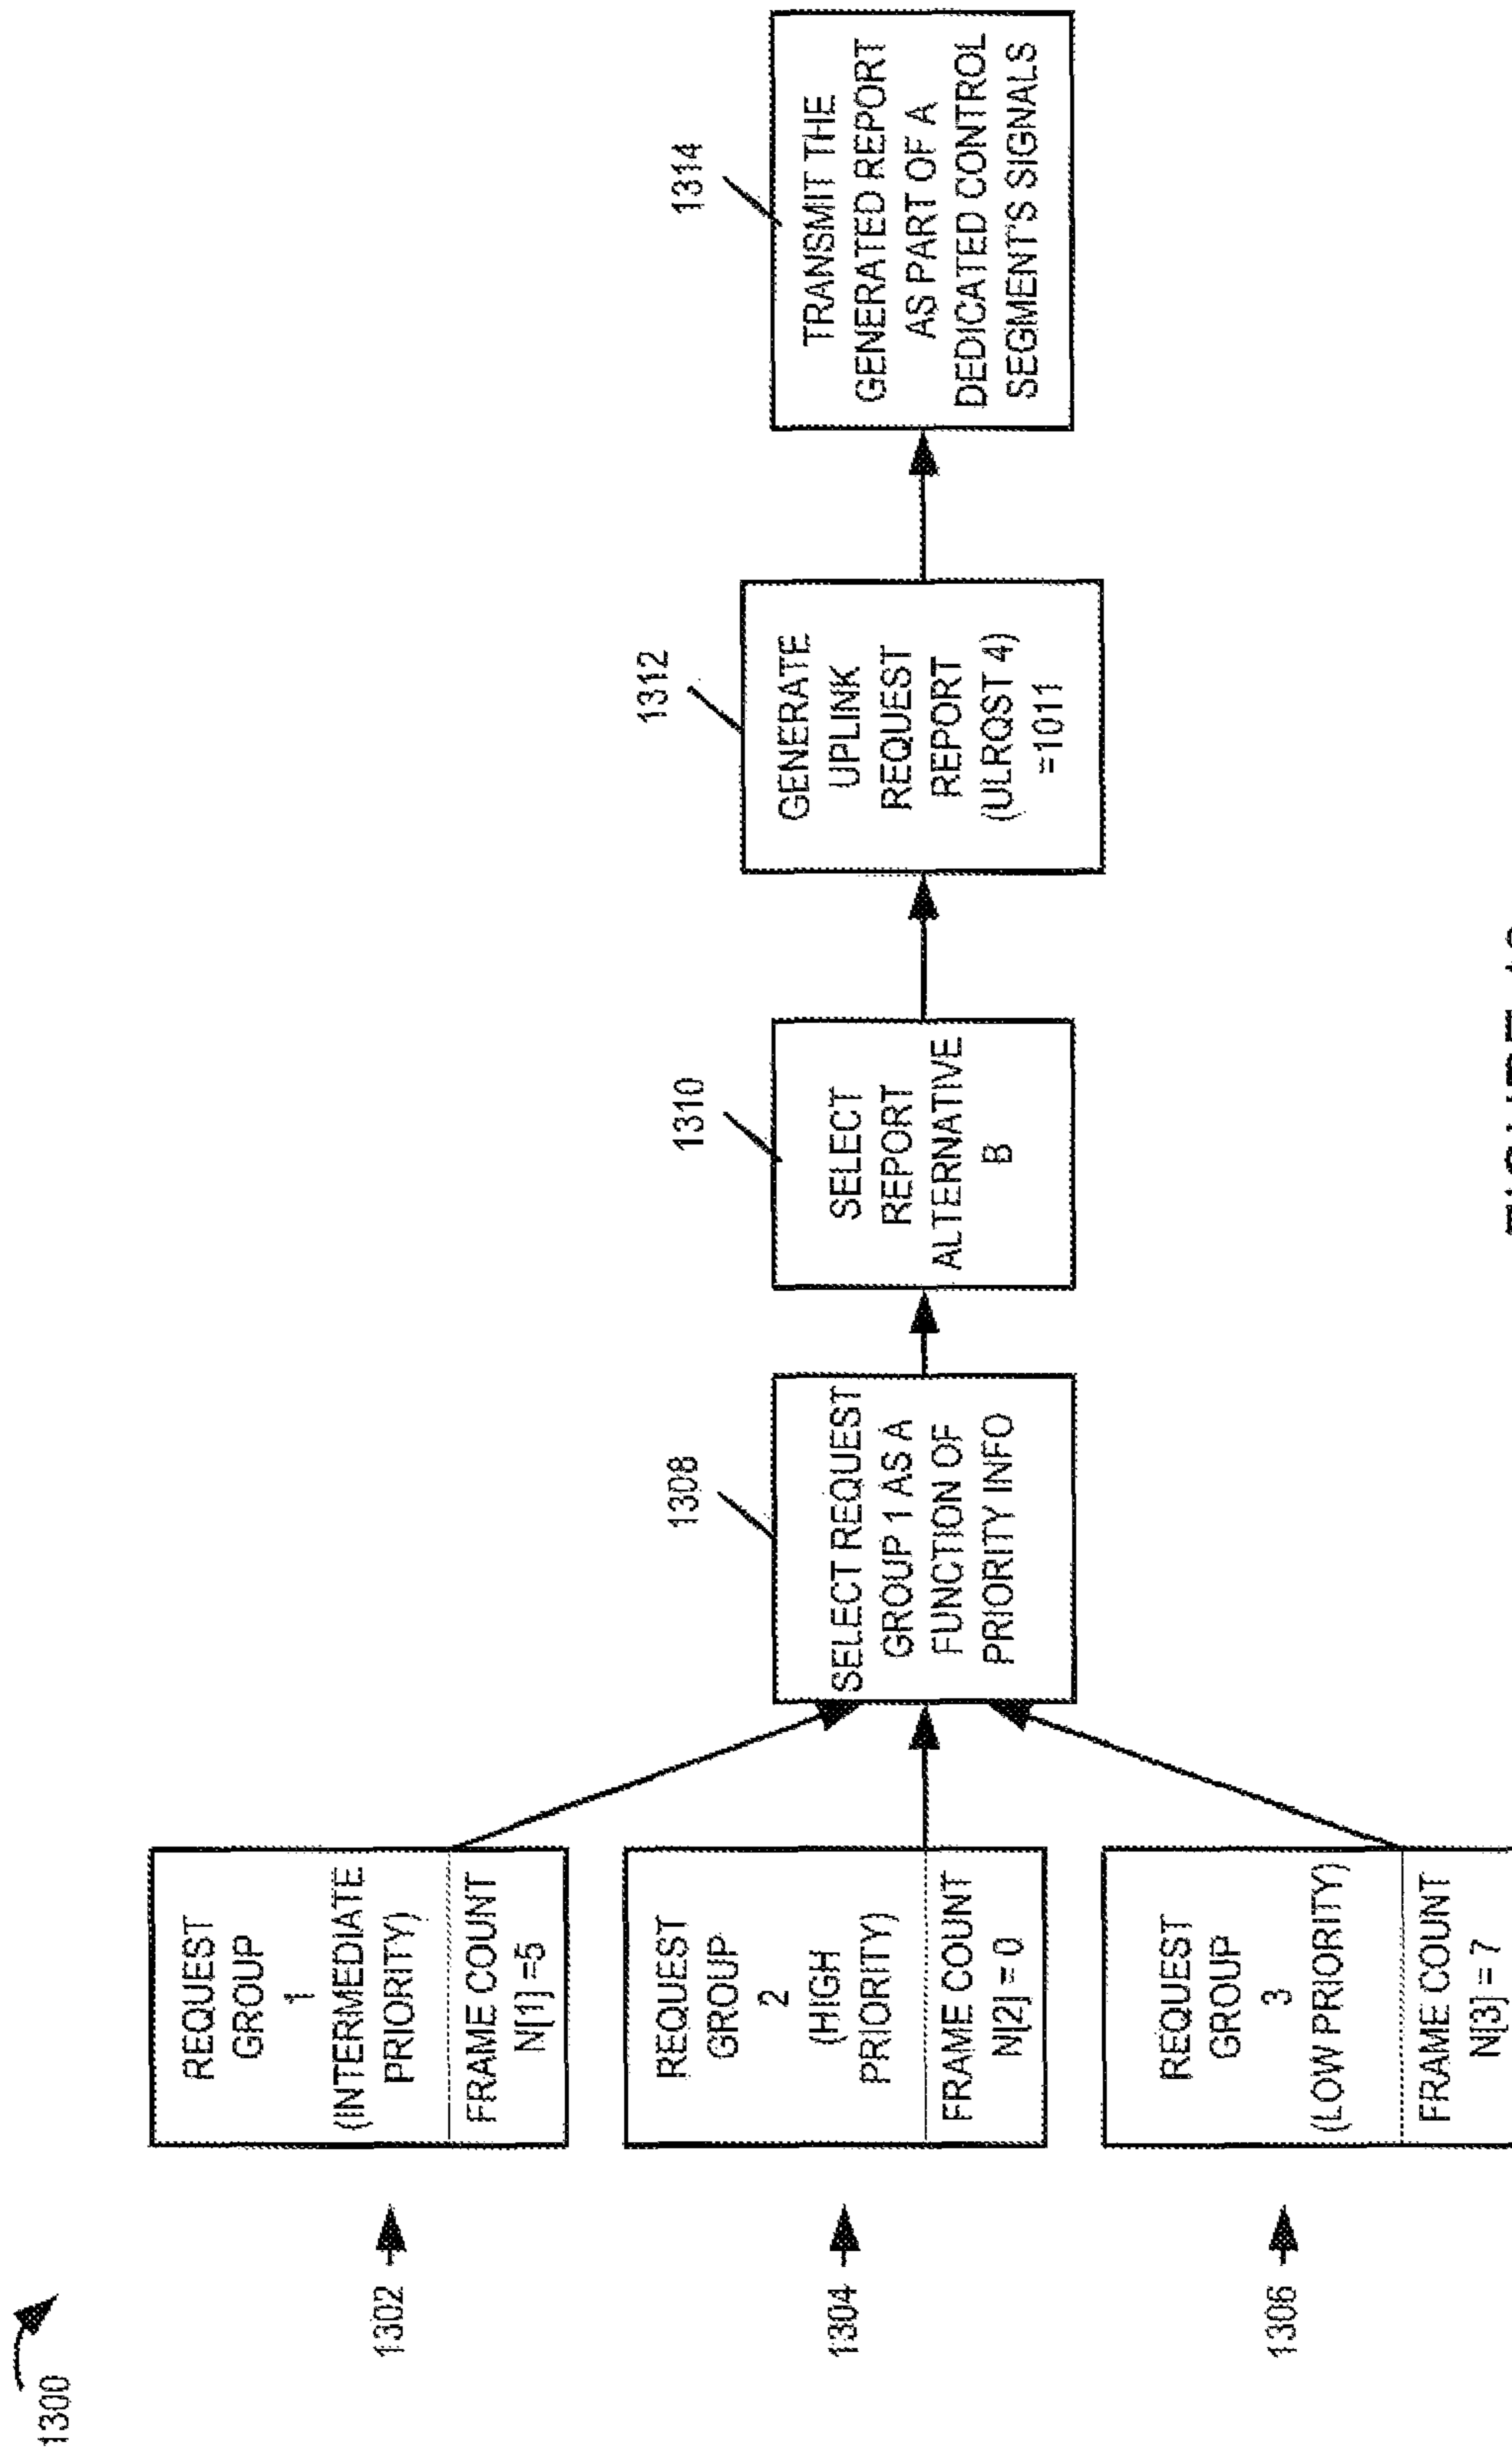 1300
1302
REQUEST
GROUP
1
(INTERMEDIATE
PRIORITY)
FRAME COUNT
N[1] =5
1304
REQUEST
GROUP
2
(HIGH
PRIORITY)
FRAME COUNT
N[2] = 0
1306
REQUEST
GROUP
3
(LOW PRIORITY)
FRAME COUNT
N[3] = 7
1308
SELECT REQUEST
GROUP 1 AS A
FUNCTION OF
PRIORITY INFO
1310
SELECT
REPORT
ALTERNATIVE
B
1312
GENERATE
UPLINK
REQUEST
REPORT
(ULRQST 4)
=1011
1314
TRANSMIT THE
GENERATED REPORT
AS PART OF A
DEDICATED CONTROL
SEGMENT'S SIGNALS